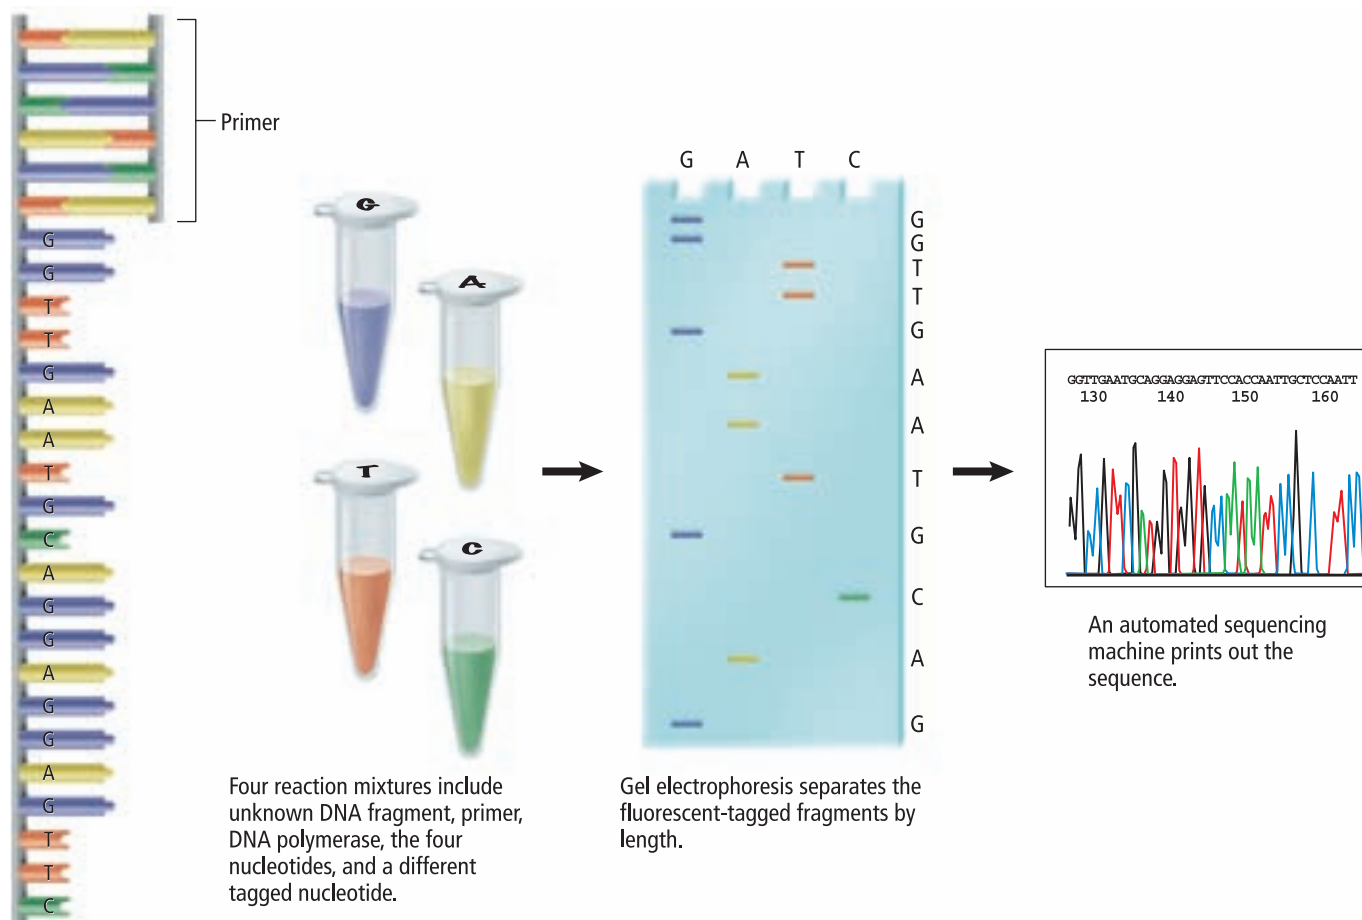 Primer
G
G
T
T
G
A
A
T
G
C
A
G
G
A
G
G
A
G
T
T
C
G
A
T
C
Four reaction mixtures include
unknown DNA fragment, primer,
DNA polymerase, the four
nucleotides, and a different
tagged nucleotide.
G A T C
G
G
T
T
G
A
A
T
G
C
A
G
Gel electrophoresis separates the
fluorescent-tagged fragments by
length.
GGTTGAATGCAGGAGGAGTTCCACCAATTGCTCCAATT
130 140 150 160
An automated sequencing
machine prints out the
sequence.